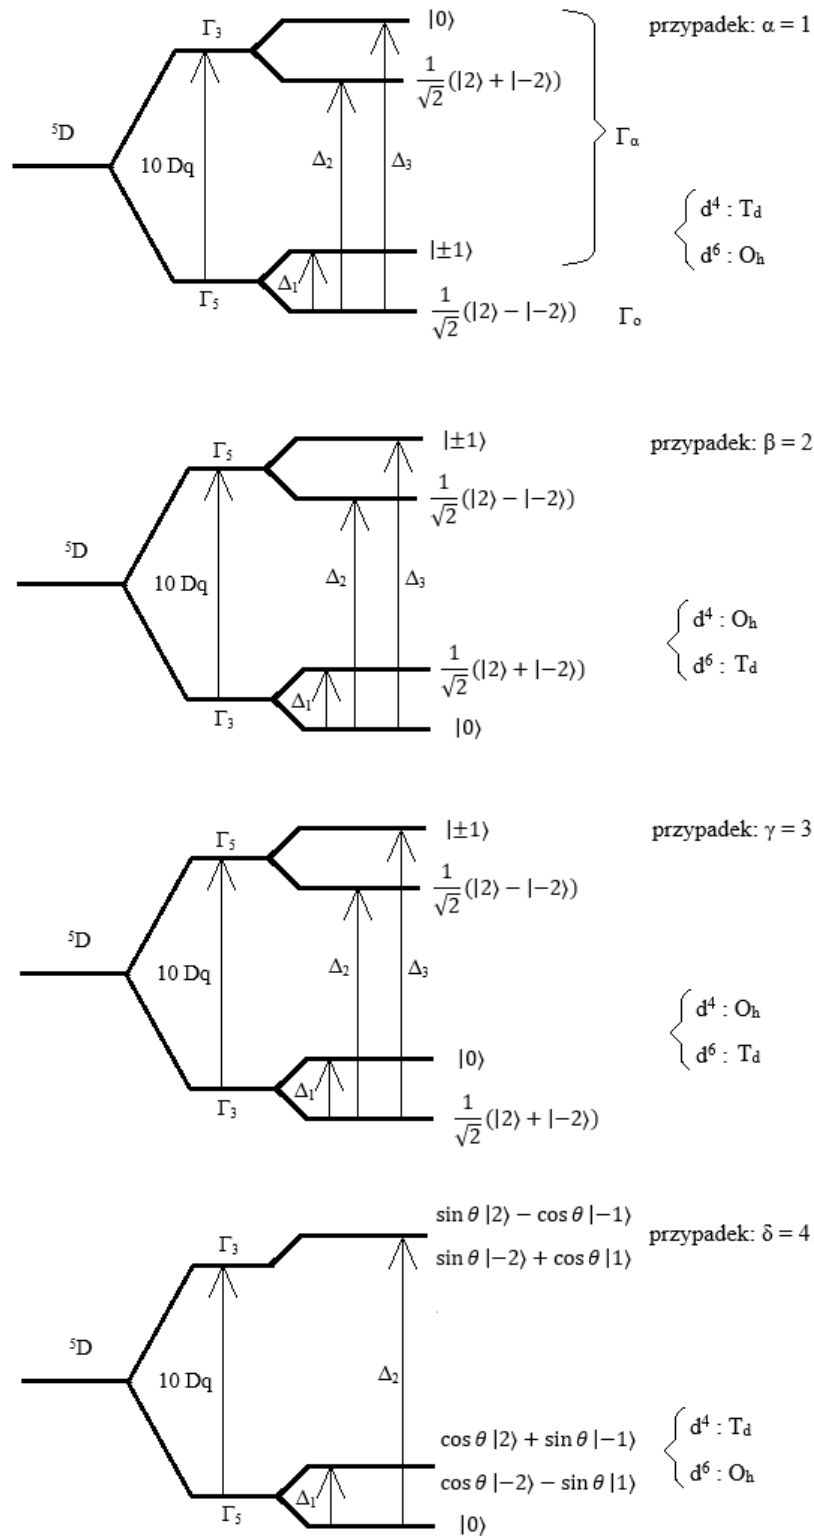 |0⟩
przypadek: α = 1
Γ₃
1/√2 (|2⟩ + |−2⟩)
⁵D
10 Dq
Δ₂
Δ₃
Γα
d⁴ : Td
d⁶ : Oh
|±1⟩
Δ₁
Γ₅
1/√2 (|2⟩ − |−2⟩)
Γₒ
|±1⟩
przypadek: β = 2
Γ₅
1/√2 (|2⟩ − |−2⟩)
⁵D
10 Dq
Δ₂
Δ₃
d⁴ : Oh
d⁶ : Td
1/√2 (|2⟩ + |−2⟩)
Δ₁
Γ₃
|0⟩
|±1⟩
przypadek: γ = 3
Γ₅
1/√2 (|2⟩ − |−2⟩)
⁵D
10 Dq
Δ₂
Δ₃
d⁴ : Oh
d⁶ : Td
|0⟩
Δ₁
Γ₃
1/√2 (|2⟩ + |−2⟩)
sin θ |2⟩ − cos θ |−1⟩
przypadek: δ = 4
Γ₃
sin θ |−2⟩ + cos θ |1⟩
⁵D
10 Dq
Δ₂
cos θ |2⟩ + sin θ |−1⟩
d⁴ : Td
d⁶ : Oh
cos θ |−2⟩ − sin θ |1⟩
Δ₁
Γ₅
|0⟩